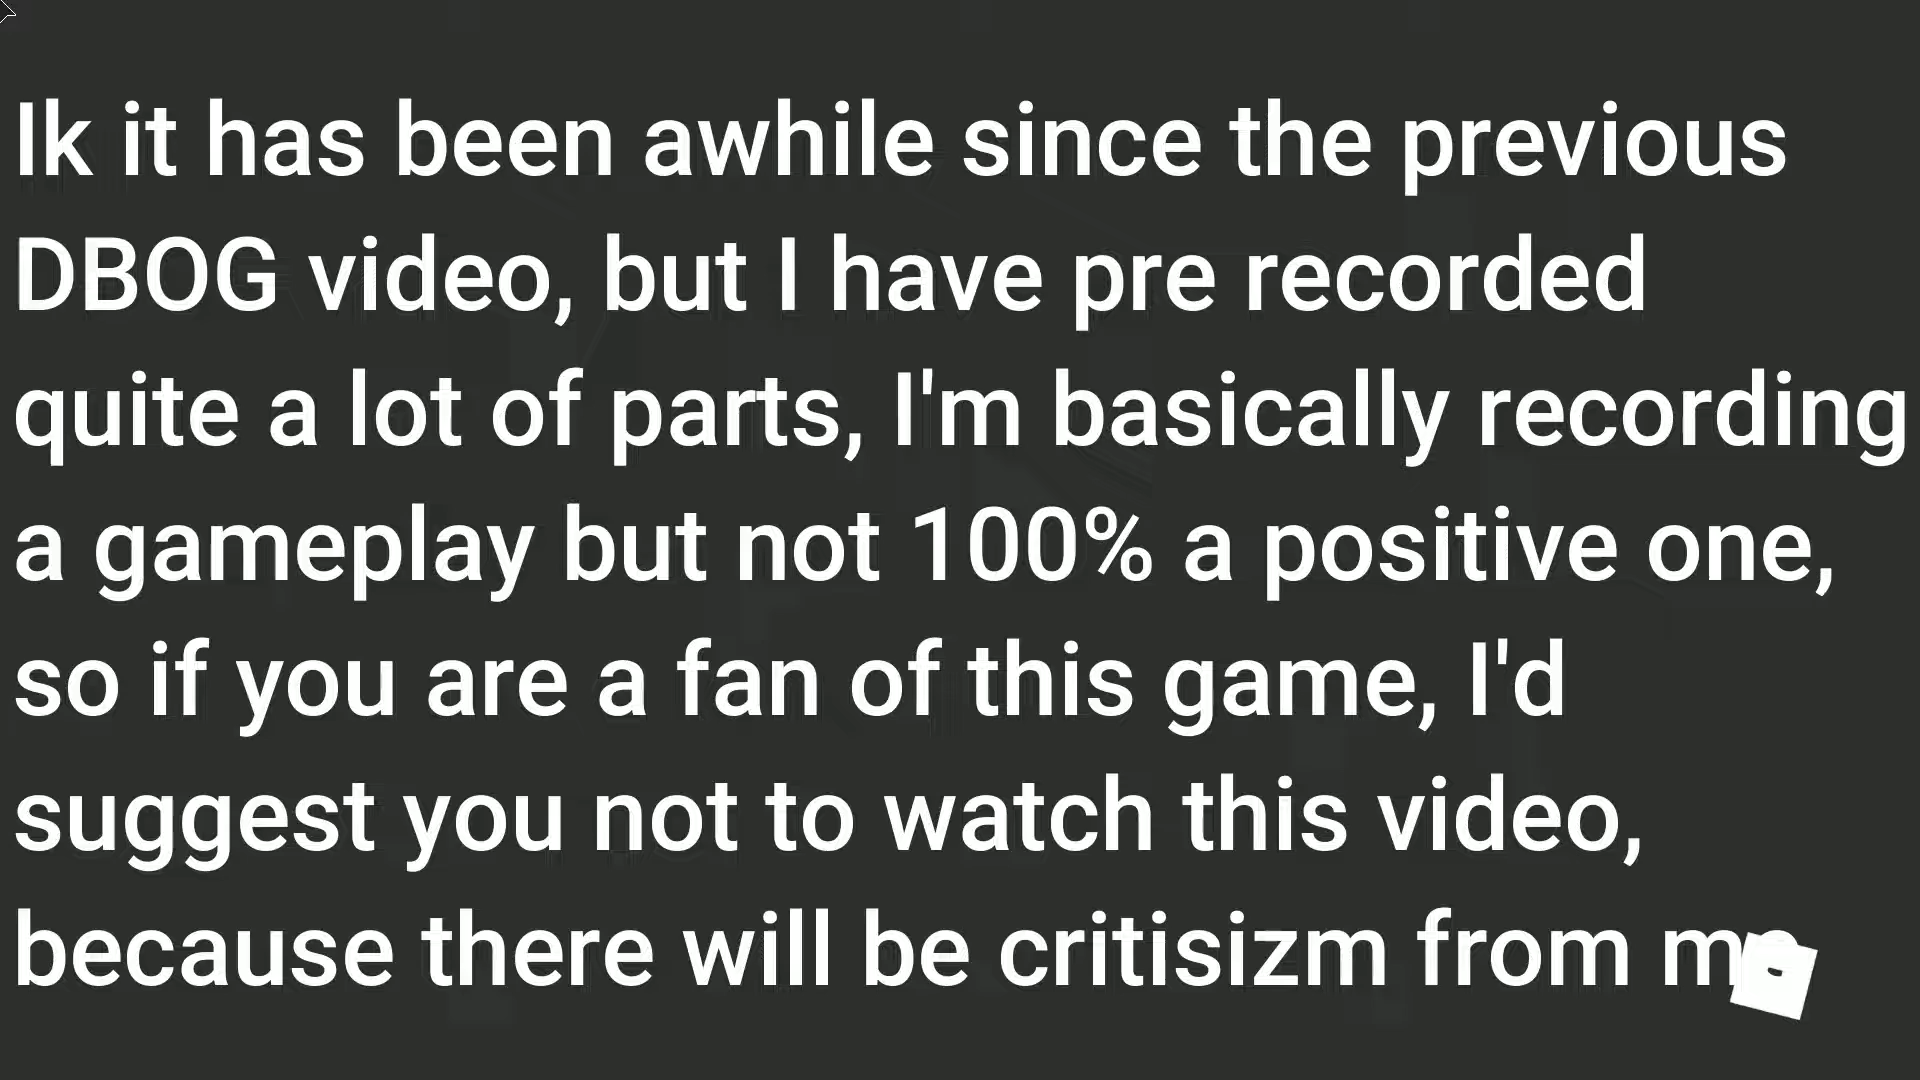 Ik it has been awhile since the previous
DBOG video, but I have pre recorded
quite a lot of parts, I'm basically recording
a gameplay but not 100% a positive one,
so if you are a fan of this game, I'd
suggest you not to watch this video,
because there will be critisizm from me